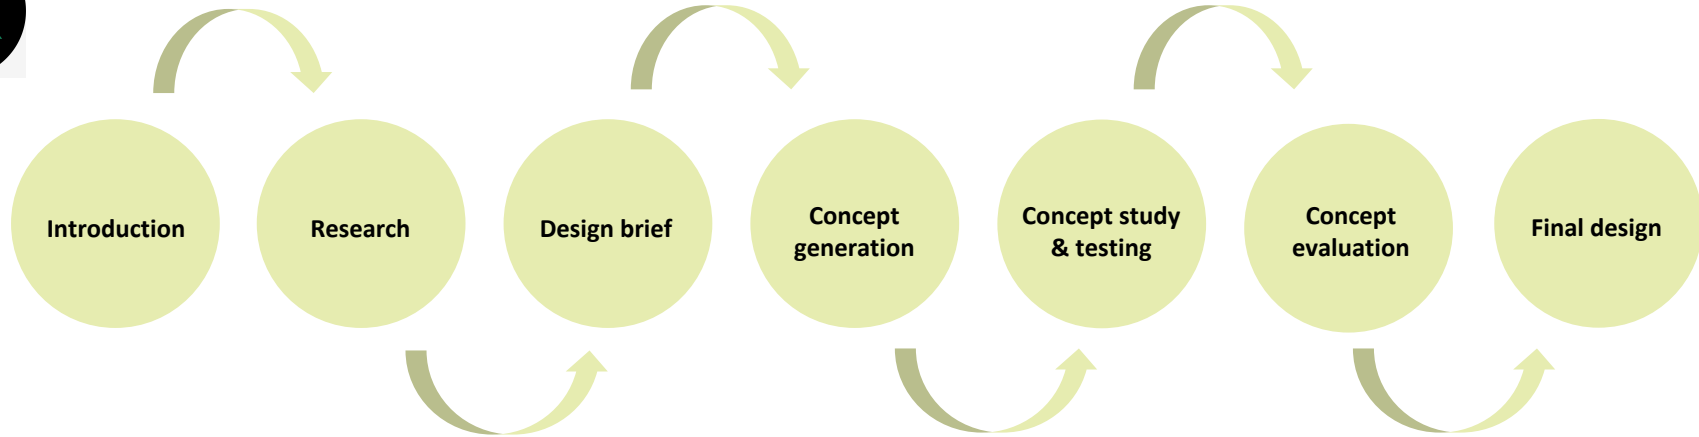 Introduction
Research
Design brief
Concept
generation
Concept study
& testing
Concept
evaluation
Final design